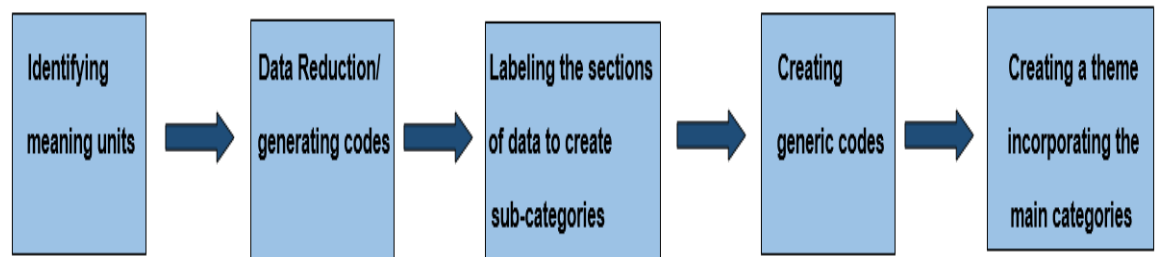 Identifying
meaning units
Data Reduction/
generating codes
Labeling the sections
of data to create
sub-categories
Creating
generic codes
Creating a theme
incorporating the
main categories